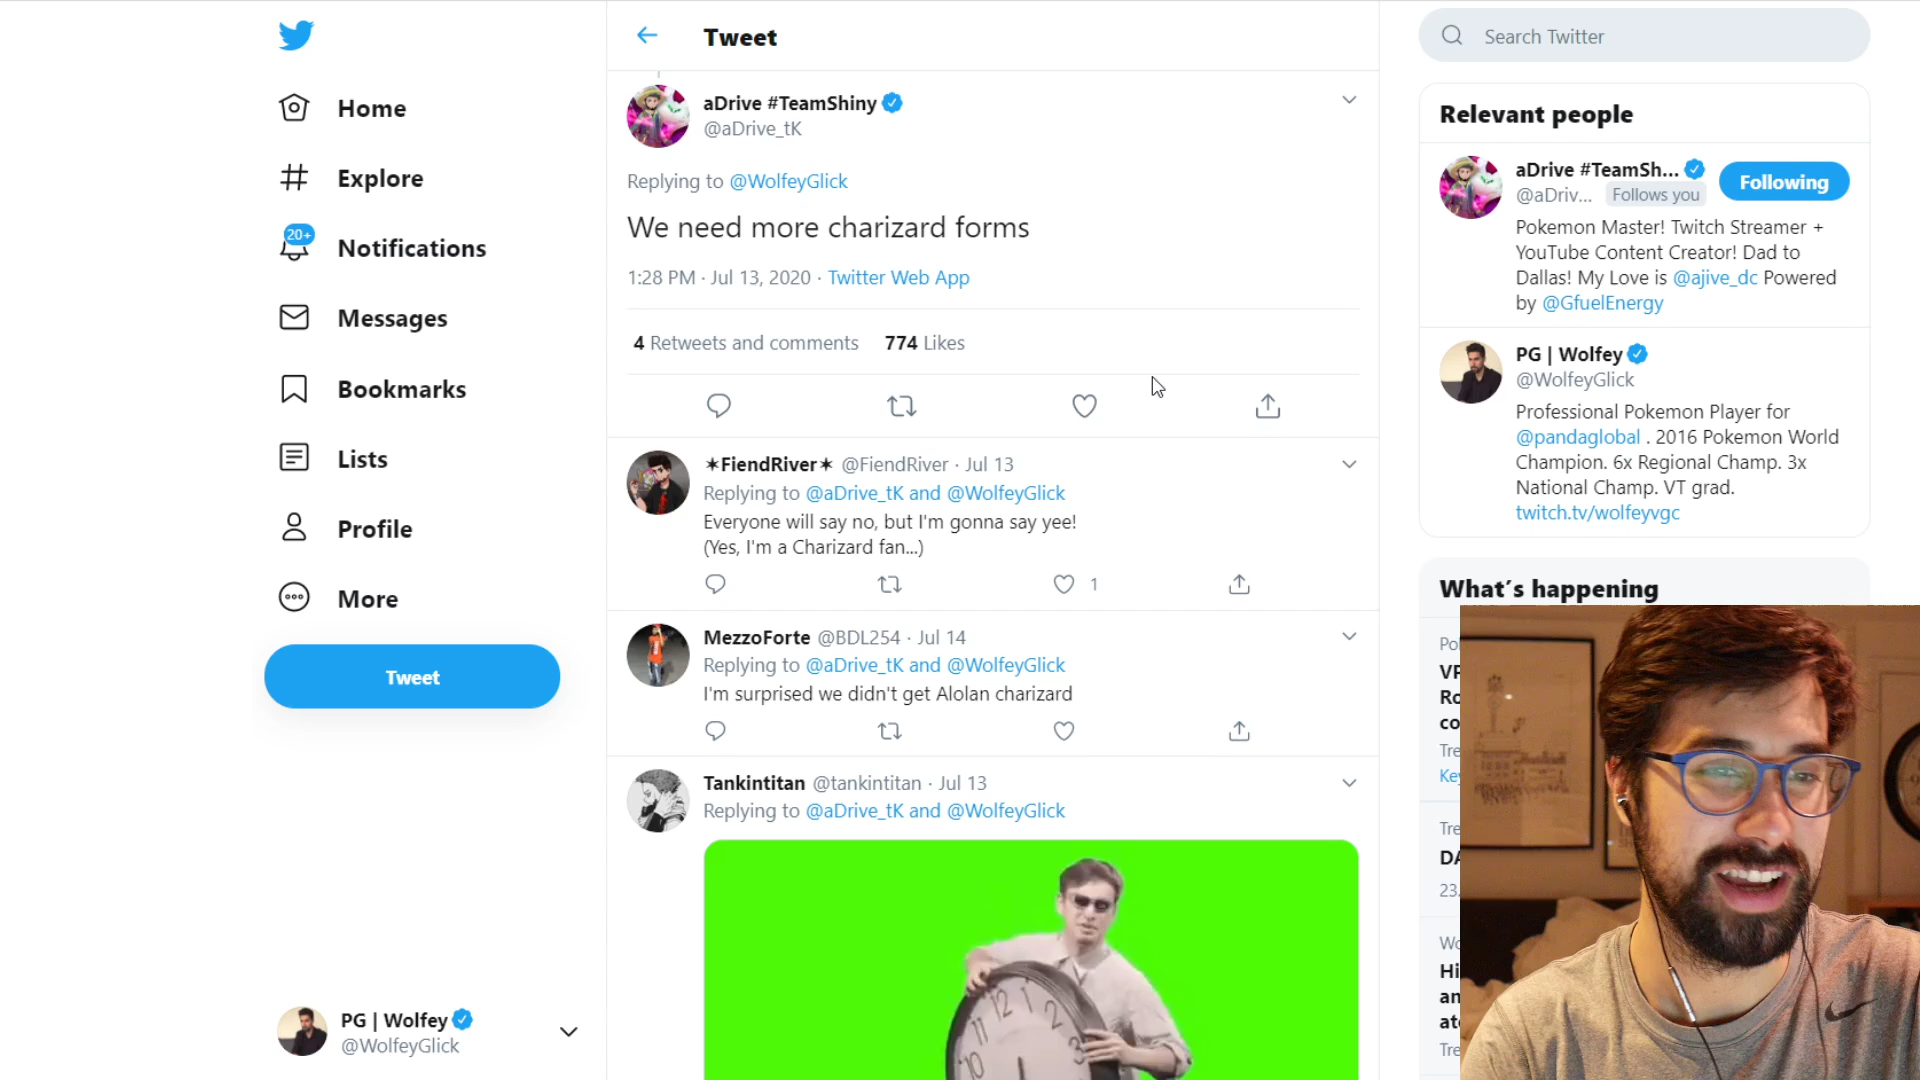 Home
Explore
20+
Notifications
Messages
Bookmarks
Lists
Profile
More
Tweet
PG | Wolfey
@WolfeyGlick
Tweet
aDrive #TeamShiny
@aDrive_tK
Replying to @WolfeyGlick
We need more charizard forms
1:28 PM · Jul 13, 2020 · Twitter Web App
4 Retweets and comments 774 Likes
✶FiendRiver✶ @FiendRiver · Jul 13
Replying to @aDrive_tK and @WolfeyGlick
Everyone will say no, but I'm gonna say yee!
(Yes, I'm a Charizard fan...)
1
MezzoForte @BDL254 · Jul 14
Replying to @aDrive_tK and @WolfeyGlick
I'm surprised we didn't get Alolan charizard
Tankintitan @tankintitan · Jul 13
Replying to @aDrive_tK and @WolfeyGlick
11 12 1 2
10 3
Search Twitter
Relevant people
aDrive #TeamSh...
@aDriv... Follows you
Following
Pokemon Master! Twitch Streamer +
YouTube Content Creator! Dad to
Dallas! My Love is @ajive_dc Powered
by @GfuelEnergy
PG | Wolfey
@WolfeyGlick
Professional Pokemon Player for
@pandaglobal . 2016 Pokemon World
Champion. 6x Regional Champ. 3x
National Champ. VT grad.
twitch.tv/wolfeyvgc
What's happening